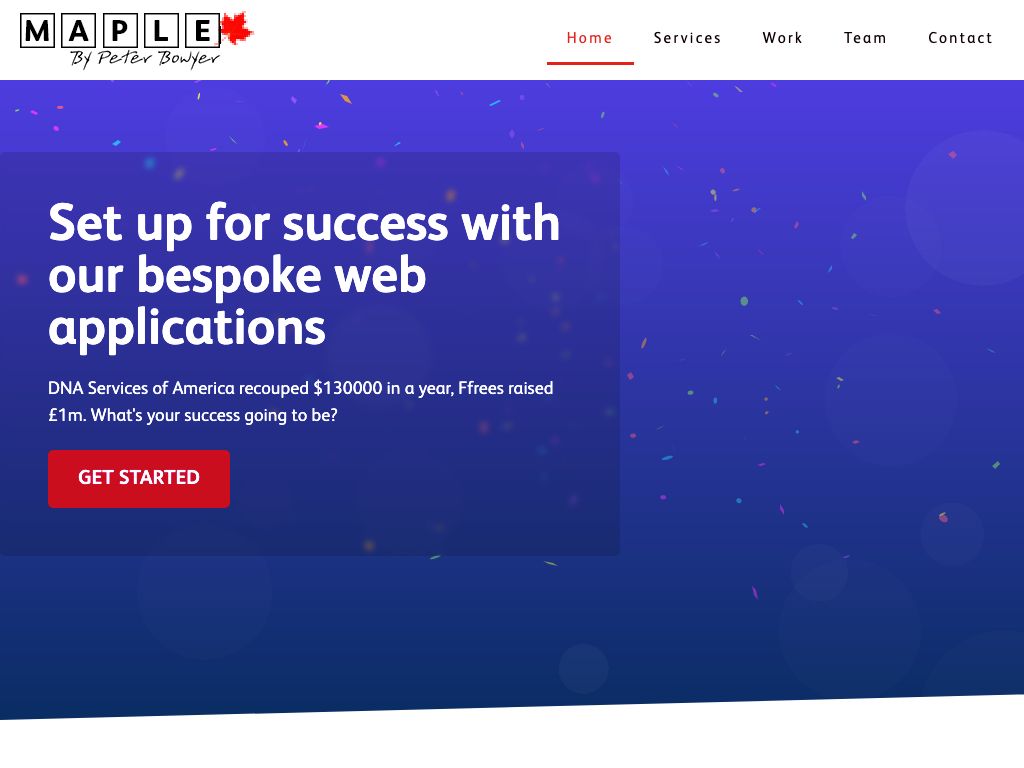 MAPLE
By Peter Bowyer
Home Services Work Team Contact
Set up for success with
our bespoke web
applications
DNA Services of America recouped $130000 in a year, Ffrees raised
£1m. What's your success going to be?
GET STARTED